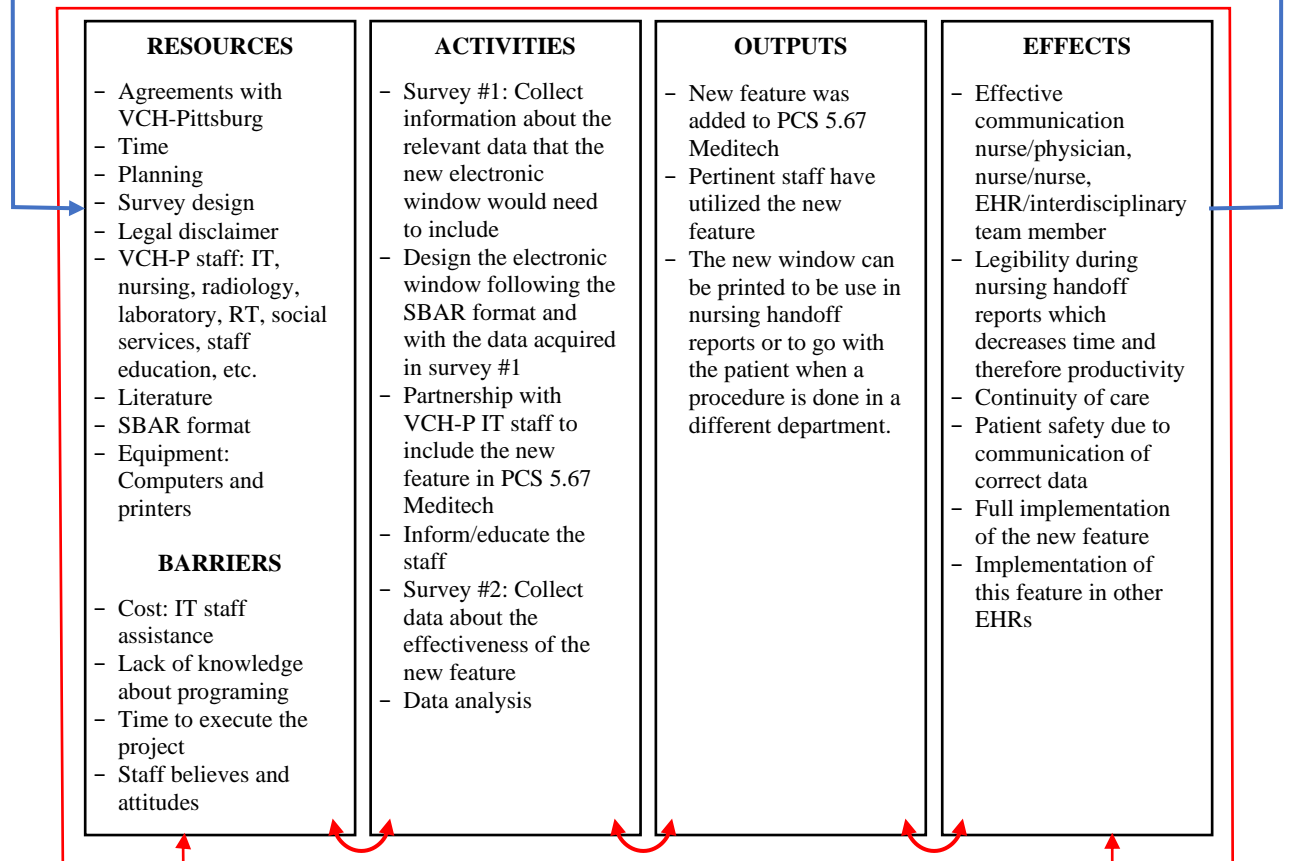 RESOURCES
− Agreements with
VCH-Pittsburg
− Time
− Planning
− Survey design
− Legal disclaimer
− VCH-P staff: IT,
nursing, radiology,
laboratory, RT, social
services, staff
education, etc.
− Literature
− SBAR format
− Equipment:
Computers and
printers
BARRIERS
− Cost: IT staff
assistance
− Lack of knowledge
about programing
− Time to execute the
project
− Staff believes and
attitudes
ACTIVITIES
− Survey #1: Collect
information about the
relevant data that the
new electronic
window would need
to include
− Design the electronic
window following the
SBAR format and
with the data acquired
in survey #1
− Partnership with
VCH-P IT staff to
include the new
feature in PCS 5.67
Meditech
− Inform/educate the
staff
− Survey #2: Collect
data about the
effectiveness of the
new feature
− Data analysis
OUTPUTS
− New feature was
added to PCS 5.67
Meditech
− Pertinent staff have
utilized the new
feature
− The new window can
be printed to be use in
nursing handoff
reports or to go with
the patient when a
procedure is done in a
different department.
EFFECTS
− Effective
communication
nurse/physician,
nurse/nurse,
EHR/interdisciplinary
team member
− Legibility during
nursing handoff
reports which
decreases time and
therefore productivity
− Continuity of care
− Patient safety due to
communication of
correct data
− Full implementation
of the new feature
− Implementation of
this feature in other
EHRs